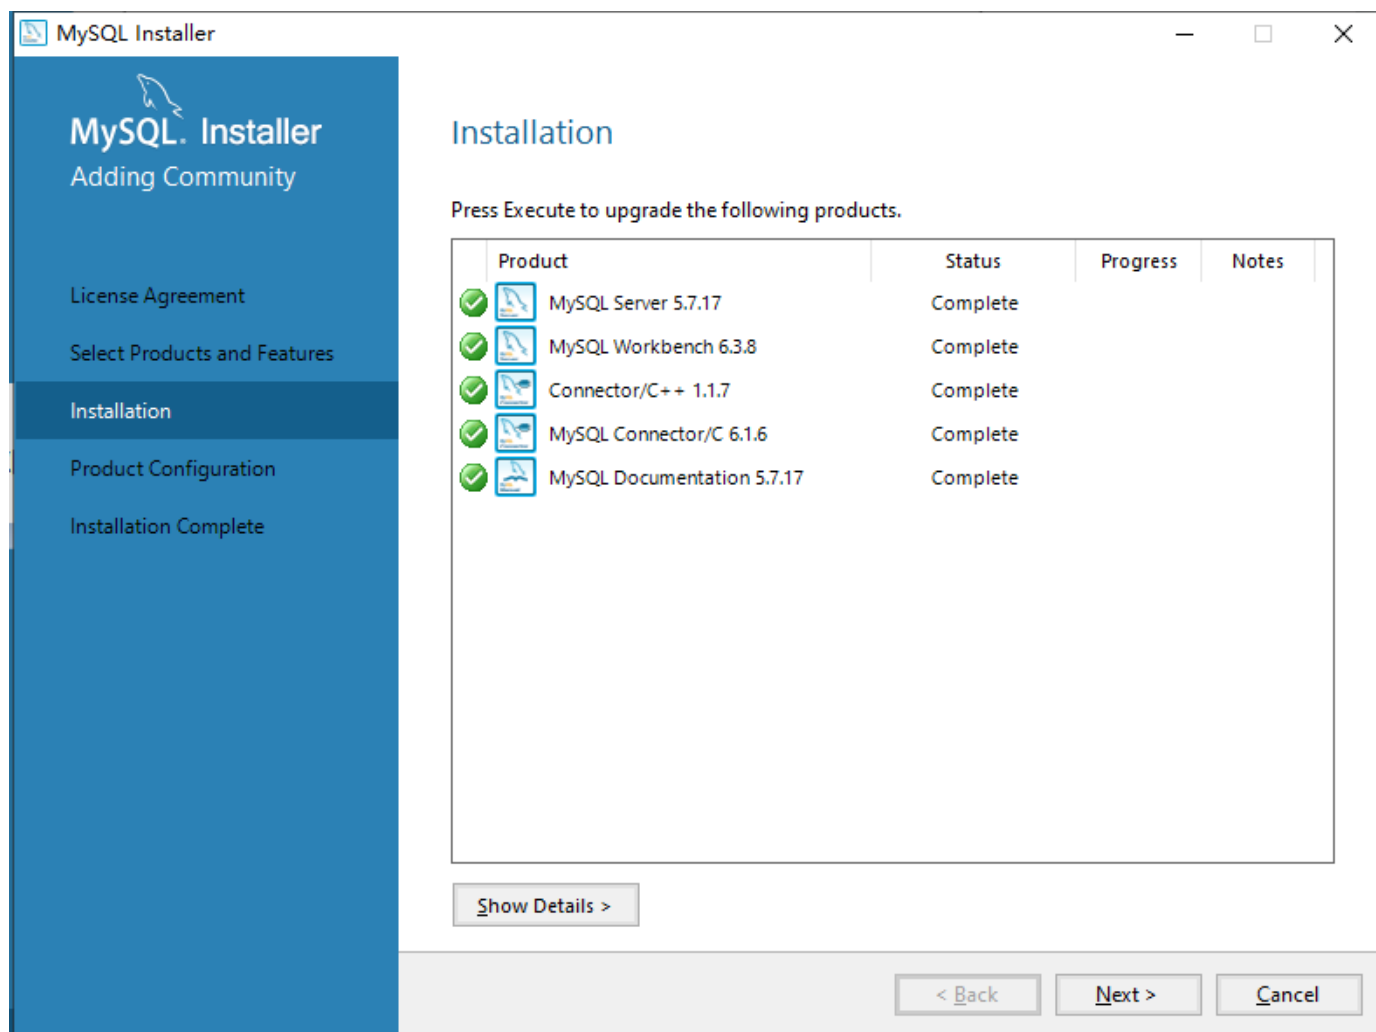 MySQL Installer
MySQL. Installer
Adding Community
License Agreement
Select Products and Features
Installation
Product Configuration
Installation Complete
Installation
Press Execute to upgrade the following products.
Product Status Progress Notes
MySQL Server 5.7.17 Complete
MySQL Workbench 6.3.8 Complete
Connector/C++ 1.1.7 Complete
MySQL Connector/C 6.1.6 Complete
MySQL Documentation 5.7.17 Complete
Show Details >
< Back Next > Cancel